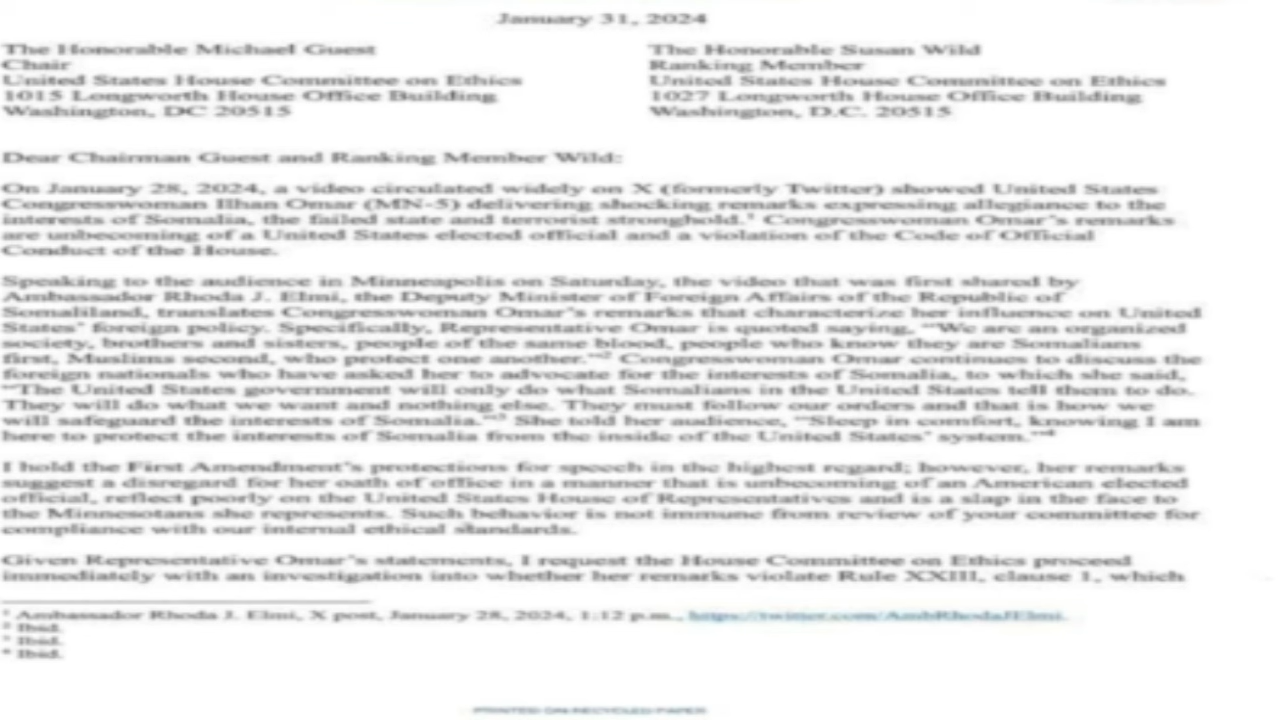 January 31, 2024
The Honorable Michael Guest
Chair
United States House Committee on Ethics
1015 Longworth House Office Building
Washington, DC 20515
The Honorable Susan Wild
Ranking Member
United States House Committee on Ethics
1027 Longworth House Office Building
Washington, D.C. 20515
Dear Chairman Guest and Ranking Member Wild:
On January 28, 2024, a video circulated widely on X (formerly Twitter) showed United States
Congresswoman Ilhan Omar (MN-5) delivering shocking remarks expressing allegiance to the
interests of Somalia, the failed state and terrorist stronghold.¹ Congresswoman Omar's remarks
are unbecoming of a United States elected official and a violation of the Code of Official
Conduct of the House.
Speaking to the audience in Minneapolis on Saturday, the video that was first shared by
Ambassador Rhoda J. Elmi, the Deputy Minister of Foreign Affairs of the Republic of
Somaliland, translates Congresswoman Omar's remarks that characterize her influence on United
States' foreign policy. Specifically, Representative Omar is quoted saying, "We are an organized
society, brothers and sisters, people of the same blood, people who know they are Somalians
first, Muslims second, who protect one another."² Congresswoman Omar continues to discuss the
foreign nationals who have asked her to advocate for the interests of Somalia, to which she said,
"The United States government will only do what Somalians in the United States tell them to do.
They will do what we want and nothing else. They must follow our orders and that is how we
will safeguard the interests of Somalia."³ She told her audience, "Sleep in comfort, knowing I am
here to protect the interests of Somalia from the inside of the United States' system."⁴
I hold the First Amendment's protections for speech in the highest regard; however, her remarks
suggest a disregard for her oath of office in a manner that is unbecoming of an American elected
official, reflect poorly on the United States House of Representatives and is a slap in the face to
the Minnesotans she represents. Such behavior is not immune from review of your committee for
compliance with our internal ethical standards.
Given Representative Omar's statements, I request the House Committee on Ethics proceed
immediately with an investigation into whether her remarks violate Rule XXIII, clause 1, which
¹ Ambassador Rhoda J. Elmi, X post, January 28, 2024, 1:12 p.m., https://twitter.com/AmbRhodaJElmi.
² Ibid.
³ Ibid.
⁴ Ibid.
PRINTED ON RECYCLED PAPER